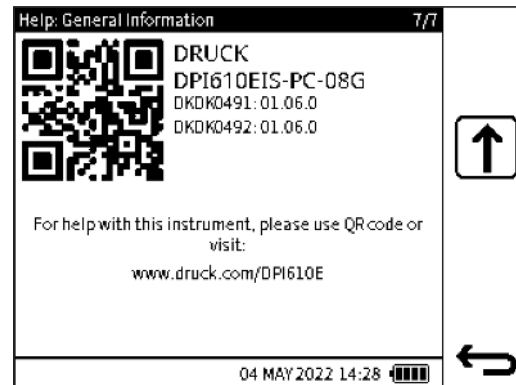 Help: General Information 7/7
DRUCK
DPI610EIS-PC-08G
DKDK0491: 01.06.0
DKDK0492: 01.06.0
For help with this instrument, please use QR code or
visit:
www.druck.com/DPI610E
04 MAY 2022 14:28